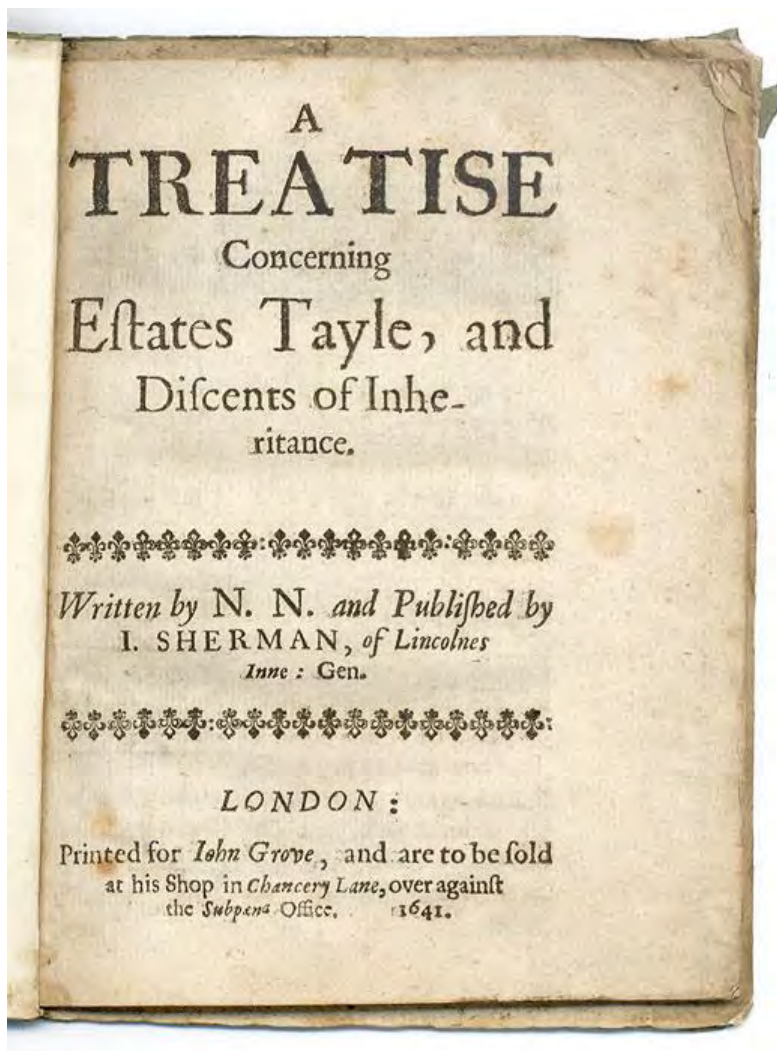 A
TREATISE
Concerning
Eſtates Tayle, and
Diſcents of Inhe-
ritance.
Written by N. N. and Publiſhed by
I. SHERMAN, of Lincolnes
Inne: Gen.
LONDON:
Printed for Iohn Grove, and are to be ſold
at his Shop in Chancery Lane, over againſt
the Subpæna Office. 1641.